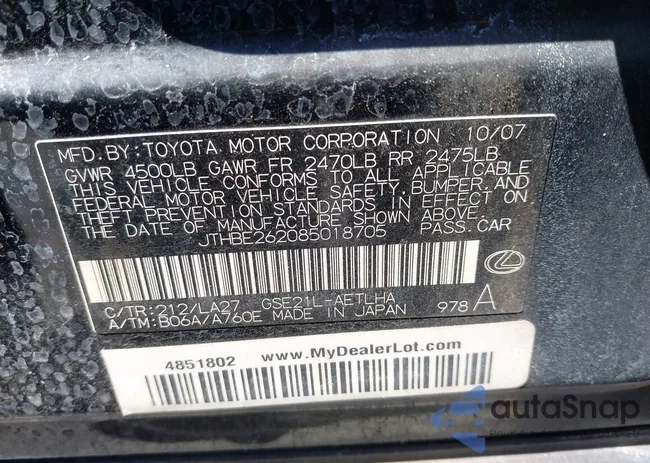 MFD.BY:TOYOTA MOTOR CORPORATION 10/07
GVWR 4500LB GAWR FR 2470LB RR 2475LB
THIS VEHICLE CONFORMS TO ALL APPLICABLE
FEDERAL MOTOR VEHICLE SAFETY,BUMPER,AND
THEFT PREVENTION STANDARDS IN EFFECT ON
THE DATE OF MANUFACTURE SHOWN ABOVE.
JTHBE262085018705 PASS.CAR
C/TR:212/LA27 GSE21L-AETLHA
A/TM:B06A/A760E MADE IN JAPAN 978 A
4851802 www.MyDealerLot.com
autoSnap